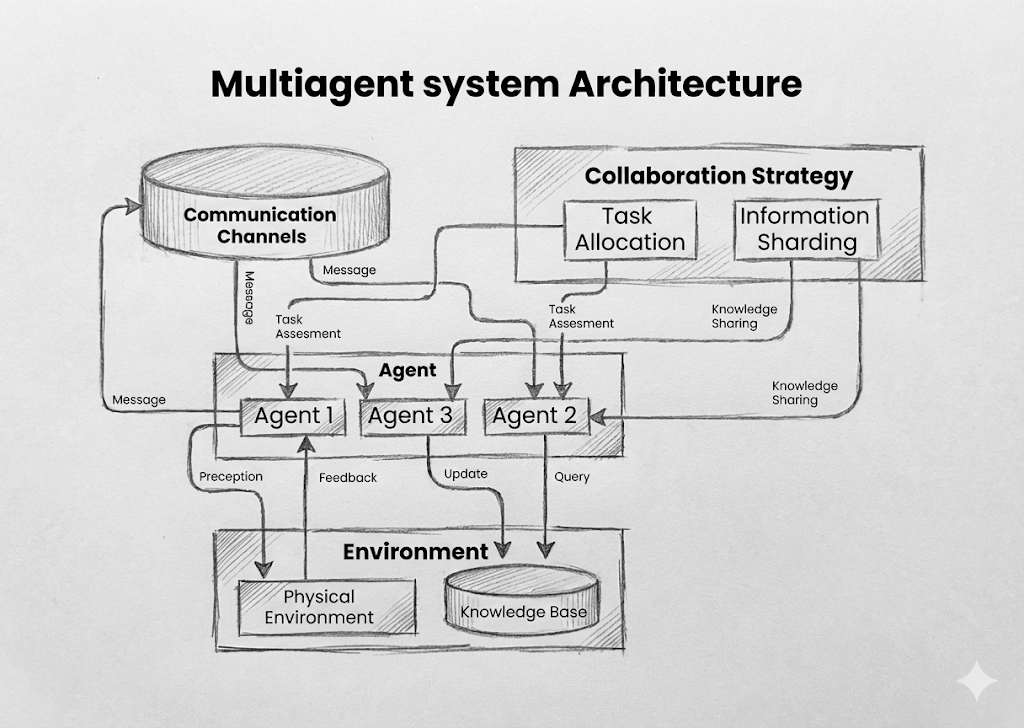 Multiagent system Architecture
Communication
Channels
Collaboration Strategy
Task
Allocation
Information
Sharding
Message
Message
Task
Assesment
Task
Assesment
Knowledge
Sharing
Knowledge
Sharing
Message
Agent
Agent 1
Agent 3
Agent 2
Preception
Feedback
Update
Query
Environment
Physical
Environment
Knowledge Base